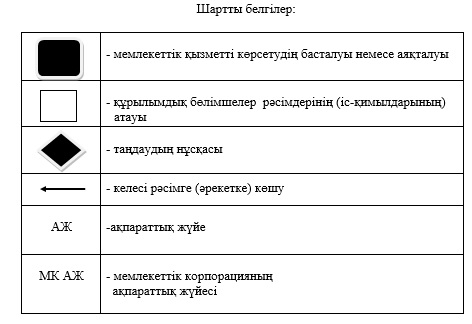 Шартты белгілер:
- мемлекеттік қызметті көрсетудің басталуы немесе аяқталуы
- құрылымдық бөлімшелер рәсімдерінің (іс-қимылдарының)
атауы
- таңдаудың нұсқасы
- келесі рәсімге (әрекетке) көшу
АЖ
-ақпараттық жүйе
МК АЖ
- мемлекеттік корпорацияның
ақпараттық жүйесі